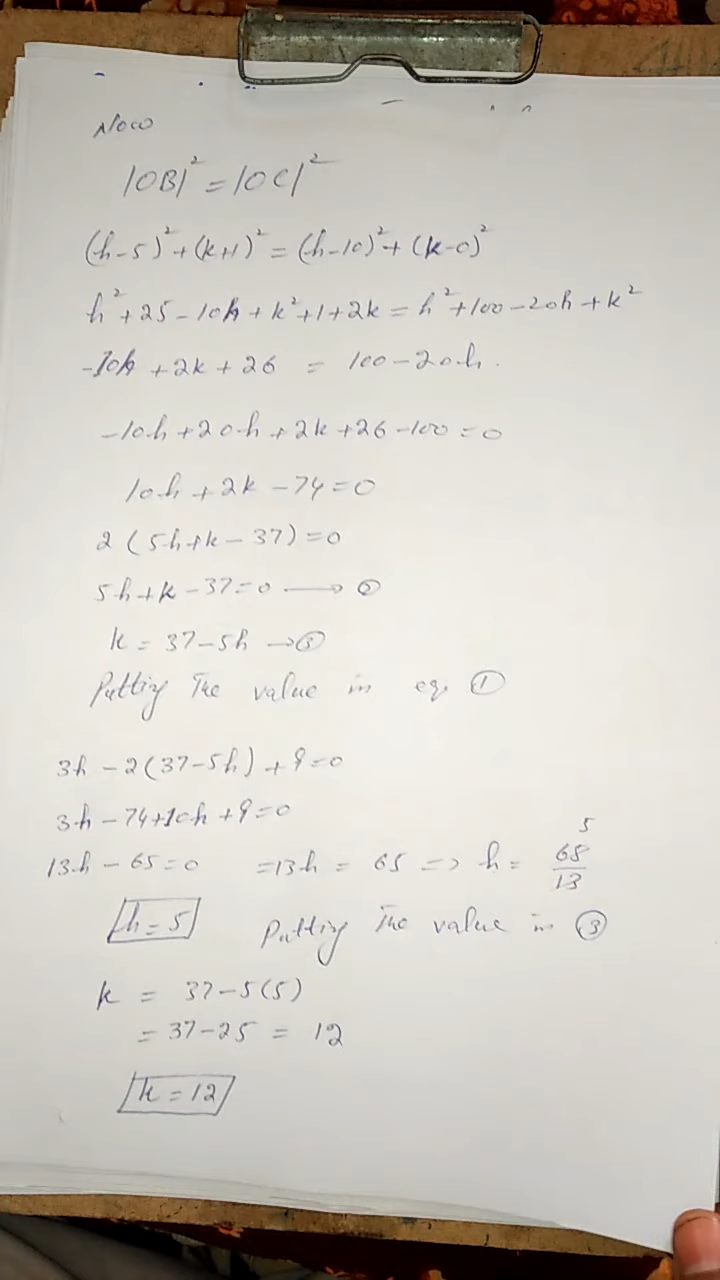 Now
|OB|² = |OC|²
(h-5)² + (k+1)² = (h-10)² + (k-0)²
h² + 25 - 10h + k² + 1 + 2k = h² + 100 - 20h + k²
-10h + 2k + 26 = 100 - 20h.
-10h + 20h + 2k + 26 - 100 = 0
10h + 2k - 74 = 0
2 (5h + k - 37) = 0
5h + k - 37 = 0 → ②
k = 37 - 5h → ③
Putting The value in eq. ①
3h - 2(37-5h) + 9 = 0
3h - 74 + 10h + 9 = 0
13h - 65 = 0 = 13h = 65 => h = 65/13 5
h = 5 Putting The value in ③
k = 37 - 5(5)
= 37 - 25 = 12
k = 12